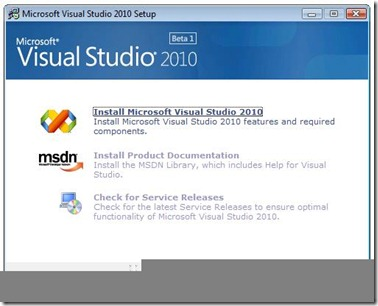 Microsoft Visual Studio 2010 Setup
Beta 1
Microsoft®
Visual Studio 2010
Install Microsoft Visual Studio 2010
Install Microsoft Visual Studio 2010 features and required
components.
msdn
Install Product Documentation
Install the MSDN Library, which includes Help for Visual
Studio.
Check for Service Releases
Check for the latest Service Releases to ensure optimal
functionality of Microsoft Visual Studio 2010.